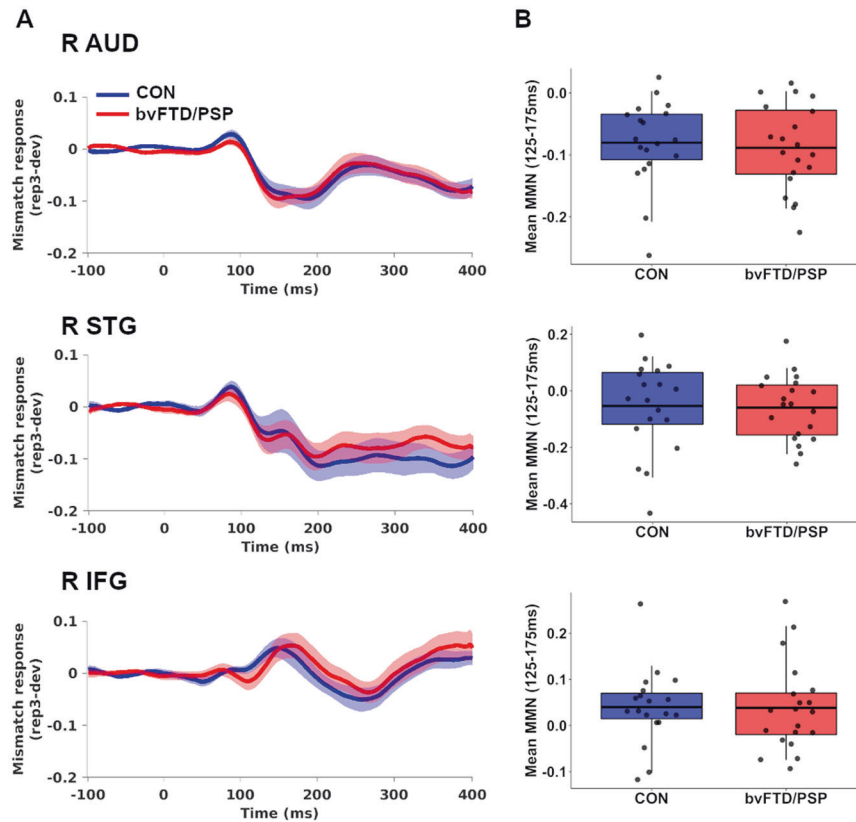 A
B
R AUD
CON
bvFTD/PSP
Mismatch response
(rep3-dev)
0.1
0
-0.1
-0.2
-100
0
100
200
300
400
Time (ms)
Mean MMN (125-175ms)
0.0
-0.1
-0.2
CON
bvFTD/PSP
R STG
Mismatch response
(rep3-dev)
0.1
0
-0.1
-0.2
-100
0
100
200
300
400
Time (ms)
Mean MMN (125-175ms)
0.2
0.0
-0.2
-0.4
CON
bvFTD/PSP
R IFG
Mismatch response
(rep3-dev)
0.1
0
-0.1
-0.2
-100
0
100
200
300
400
Time (ms)
Mean MMN (125-175ms)
0.2
0.1
0.0
-0.1
CON
bvFTD/PSP